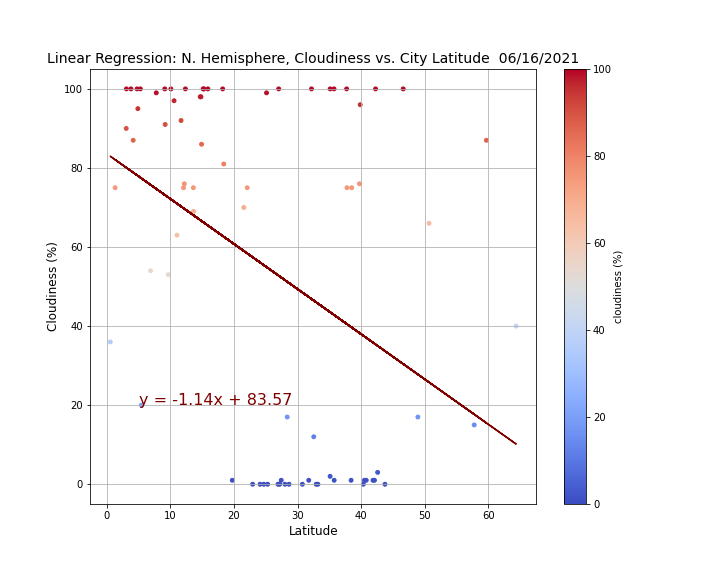 Linear Regression: N. Hemisphere, Cloudiness vs. City Latitude  06/16/2021
100
80
60
40
20
0
Cloudiness (%)
y = -1.14x + 83.57
0 10 20 30 40 50 60
Latitude
100
80
60
40
20
0
cloudiness (%)